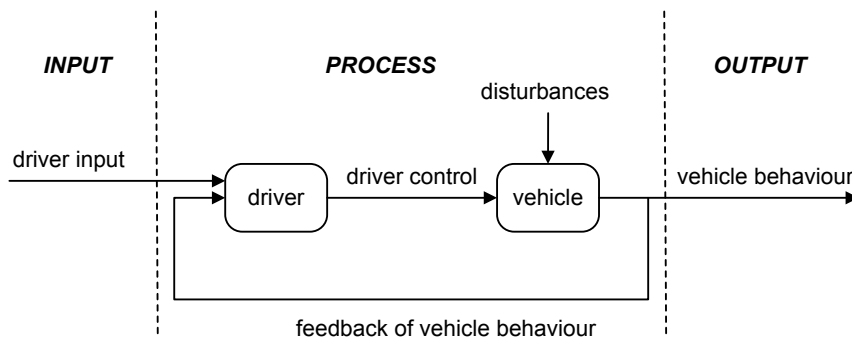 INPUT
PROCESS
OUTPUT
disturbances
driver input
driver control
vehicle behaviour
driver
vehicle
feedback of vehicle behaviour